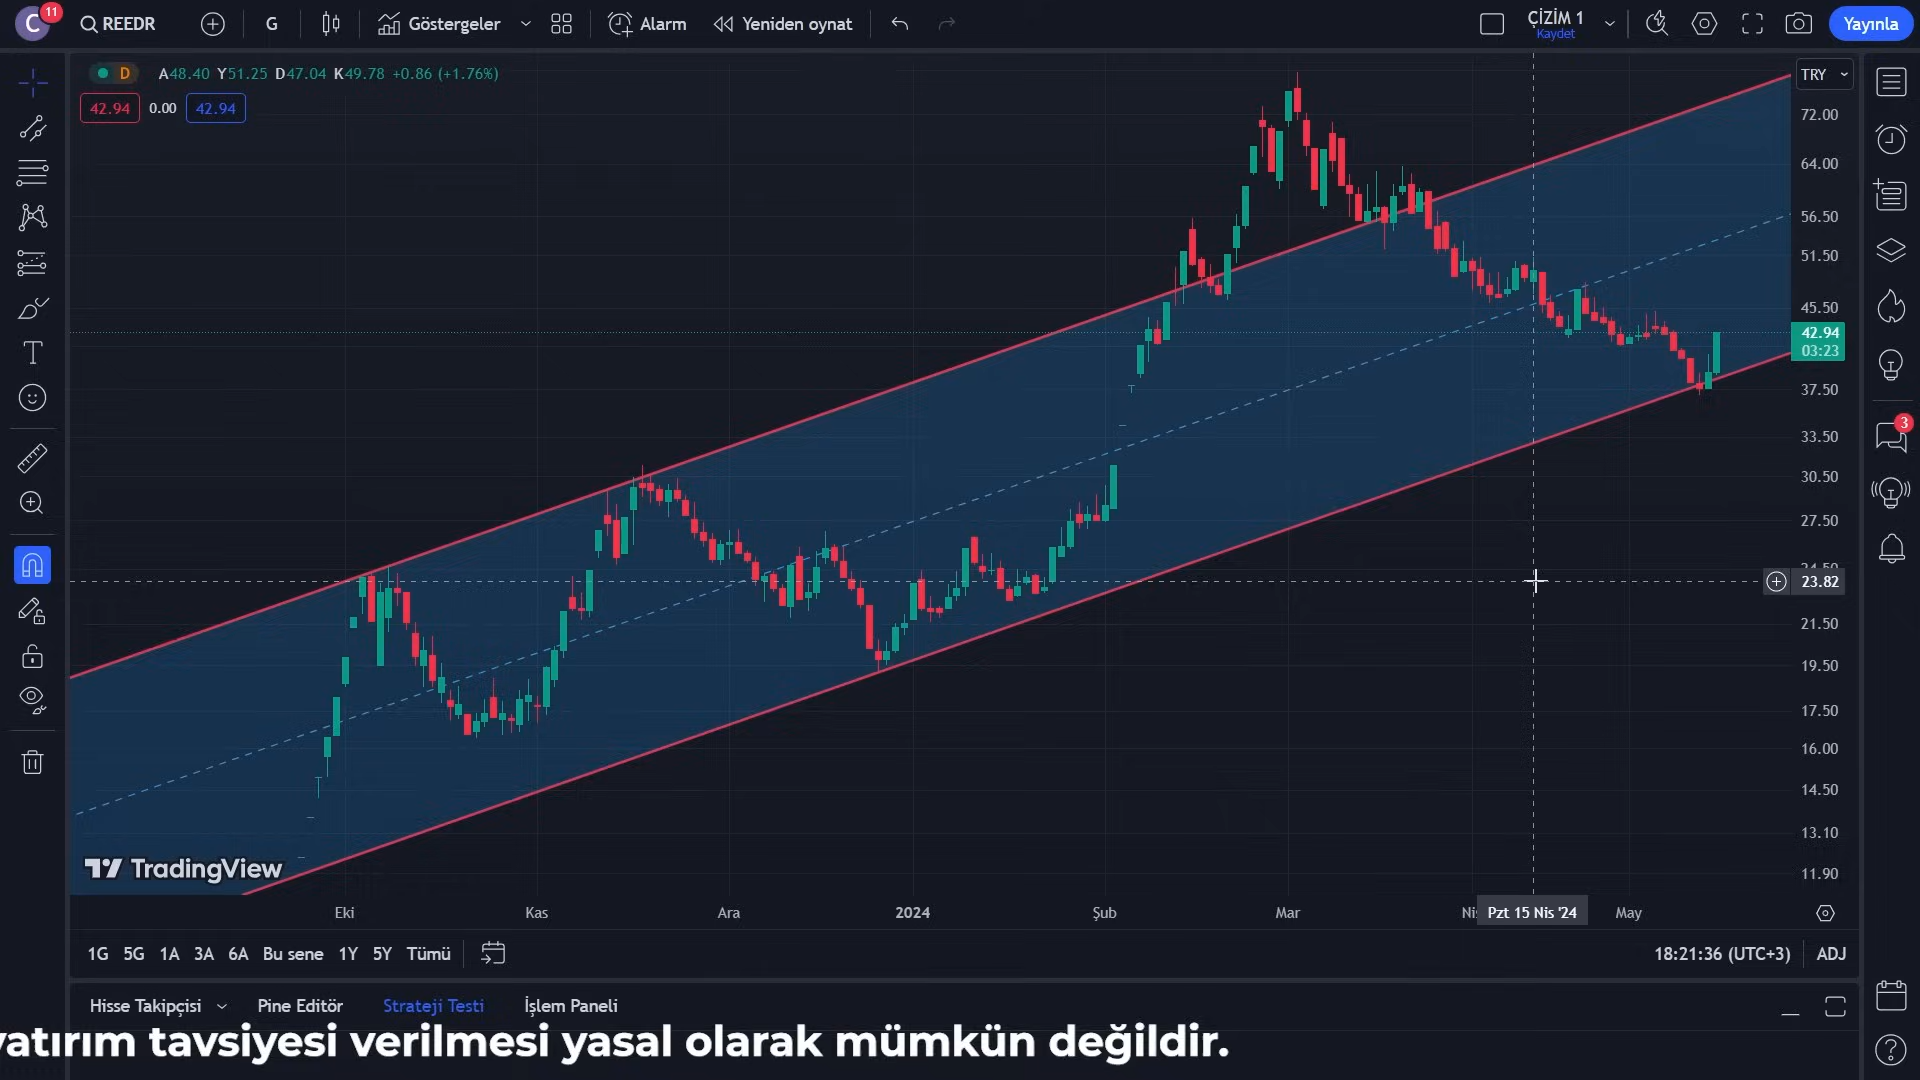 C 11 REEDR G Göstergeler Alarm Yeniden oynat ÇİZİM 1 Kaydet Yayınla
D A48.40 Y51.25 D47.04 K49.78 +0.86 (+1.76%)
42.94 0.00 42.94
TRY
72.00
64.00
56.50
51.50
45.50
42.94
03:23
37.50
33.50
3
30.50
27.50
23.82
21.50
19.50
17.50
16.00
14.50
13.10
11.90
TradingView
Eki Kas Ara 2024 Şub Mar Pzt 15 Nis '24 May
1G 5G 1A 3A 6A Bu sene 1Y 5Y Tümü 18:21:36 (UTC+3) ADJ
Hisse Takipçisi Pine Editör Strateji Testi İşlem Paneli
yatırım tavsiyesi verilmesi yasal olarak mümkün değildir.